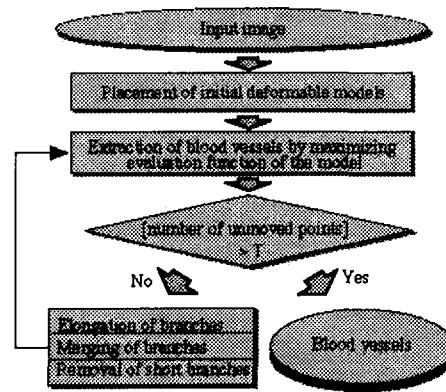 Input image
Placement of initial deformable models
Extraction of blood vessels by maximizing
evaluation function of the model
[number of unmoved points]
> T
No
Yes
Elongation of branches
Merging of branches
Removal of short branches
Blood vessels